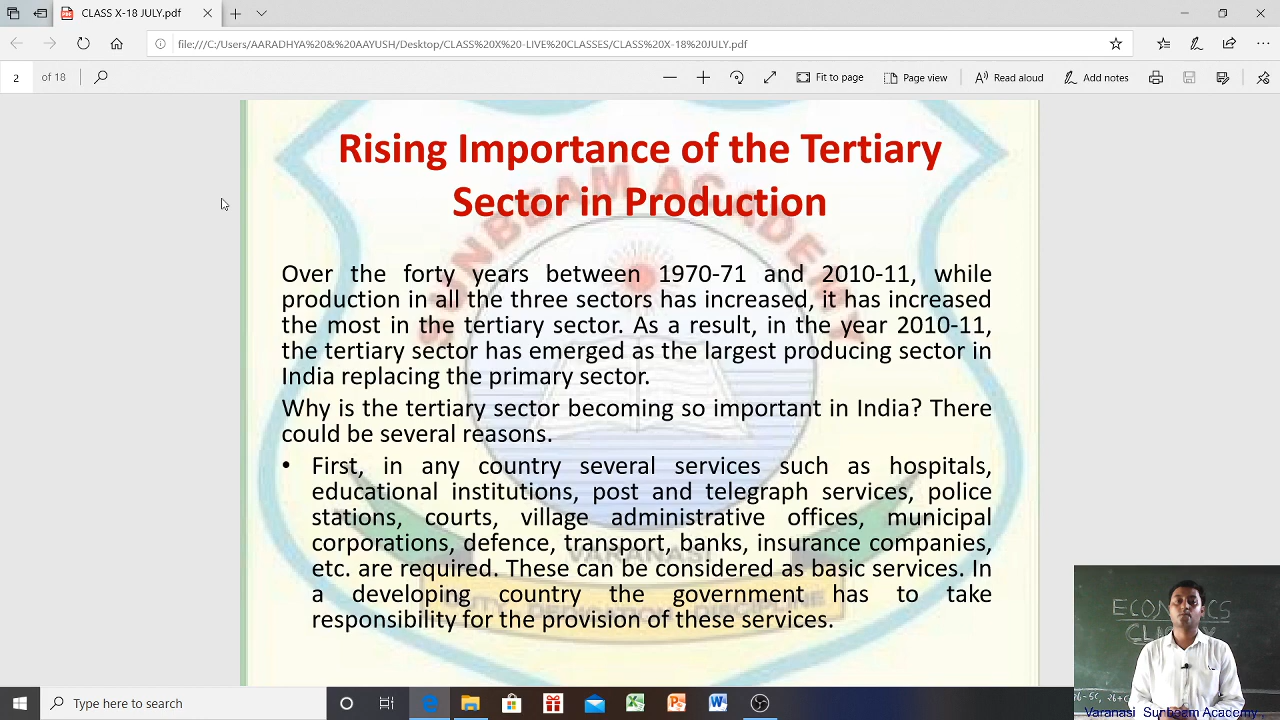 CLASS X-18 JULY.pdf
file:///C:/Users/AARADHYA%20&%20AAYUSH/Desktop/CLASS%20X%20-LIVE%20CLASSES/CLASS%20X-18%20JULY.pdf
2 of 18 Fit to page Page view Read aloud Add notes
Rising Importance of the Tertiary
Sector in Production
SUNBEAM ACADEMY
Over the forty years between 1970-71 and 2010-11, while
production in all the three sectors has increased, it has increased
the most in the tertiary sector. As a result, in the year 2010-11,
the tertiary sector has emerged as the largest producing sector in
India replacing the primary sector.
Why is the tertiary sector becoming so important in India? There
could be several reasons.
• First, in any country several services such as hospitals,
educational institutions, post and telegraph services, police
stations, courts, village administrative offices, municipal
corporations, defence, transport, banks, insurance companies,
etc. are required. These can be considered as basic services. In
a developing country the government has to take
responsibility for the provision of these services.
VARANASI
DISCIPLINE
ECONOMICS
Varanasi Sunbeam Academy
Type here to search